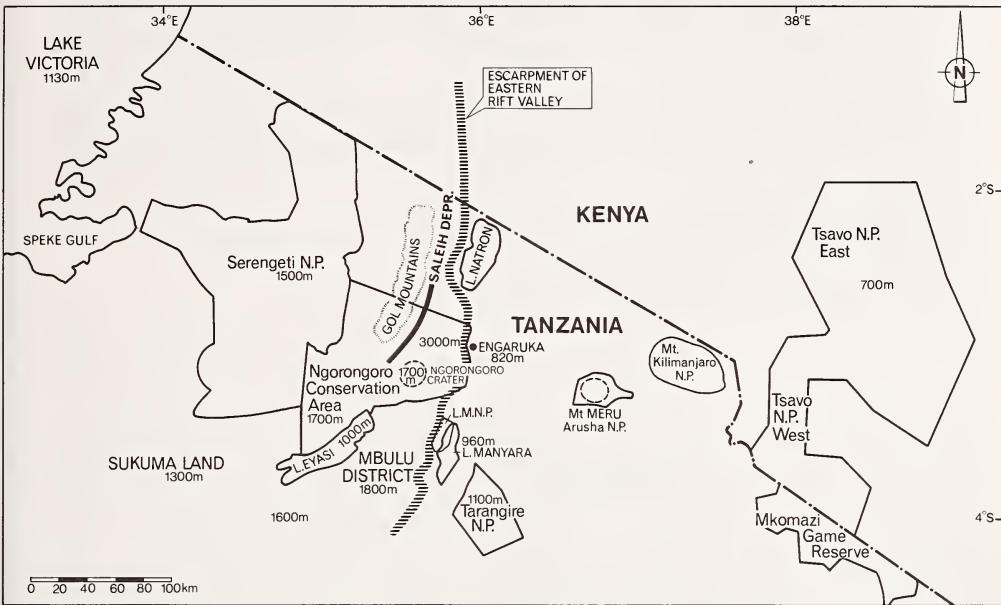 34°E
36°E
38°E
LAKE
VICTORIA
1130m
ESCARPMENT OF
EASTERN
RIFT VALLEY
N
2°S
KENYA
SPEKE GULF
Serengeti N.P.
1500m
GOL MOUNTAINS
SALEIH DEPR.
L.NATRON
Tsavo N.P.
East
700m
TANZANIA
3000m
ENGARUKA
820m
Ngorongoro
Conservation
Area
1700m
1700
m
NGORONGORO
CRATER
Mt.
Kilimanjaro
N.P.
Mt MERU
Arusha N.P.
Tsavo
N.P.
West
L.M.N.P.
960m
L.MANYARA
L.EYASI 1000m
SUKUMA LAND
1300m
MBULU
DISTRICT
1800m
1600m
1100m
Tarangire
N.P.
4°S
Mkomazi
Game
Reserve
0 20 40 60 80 100km